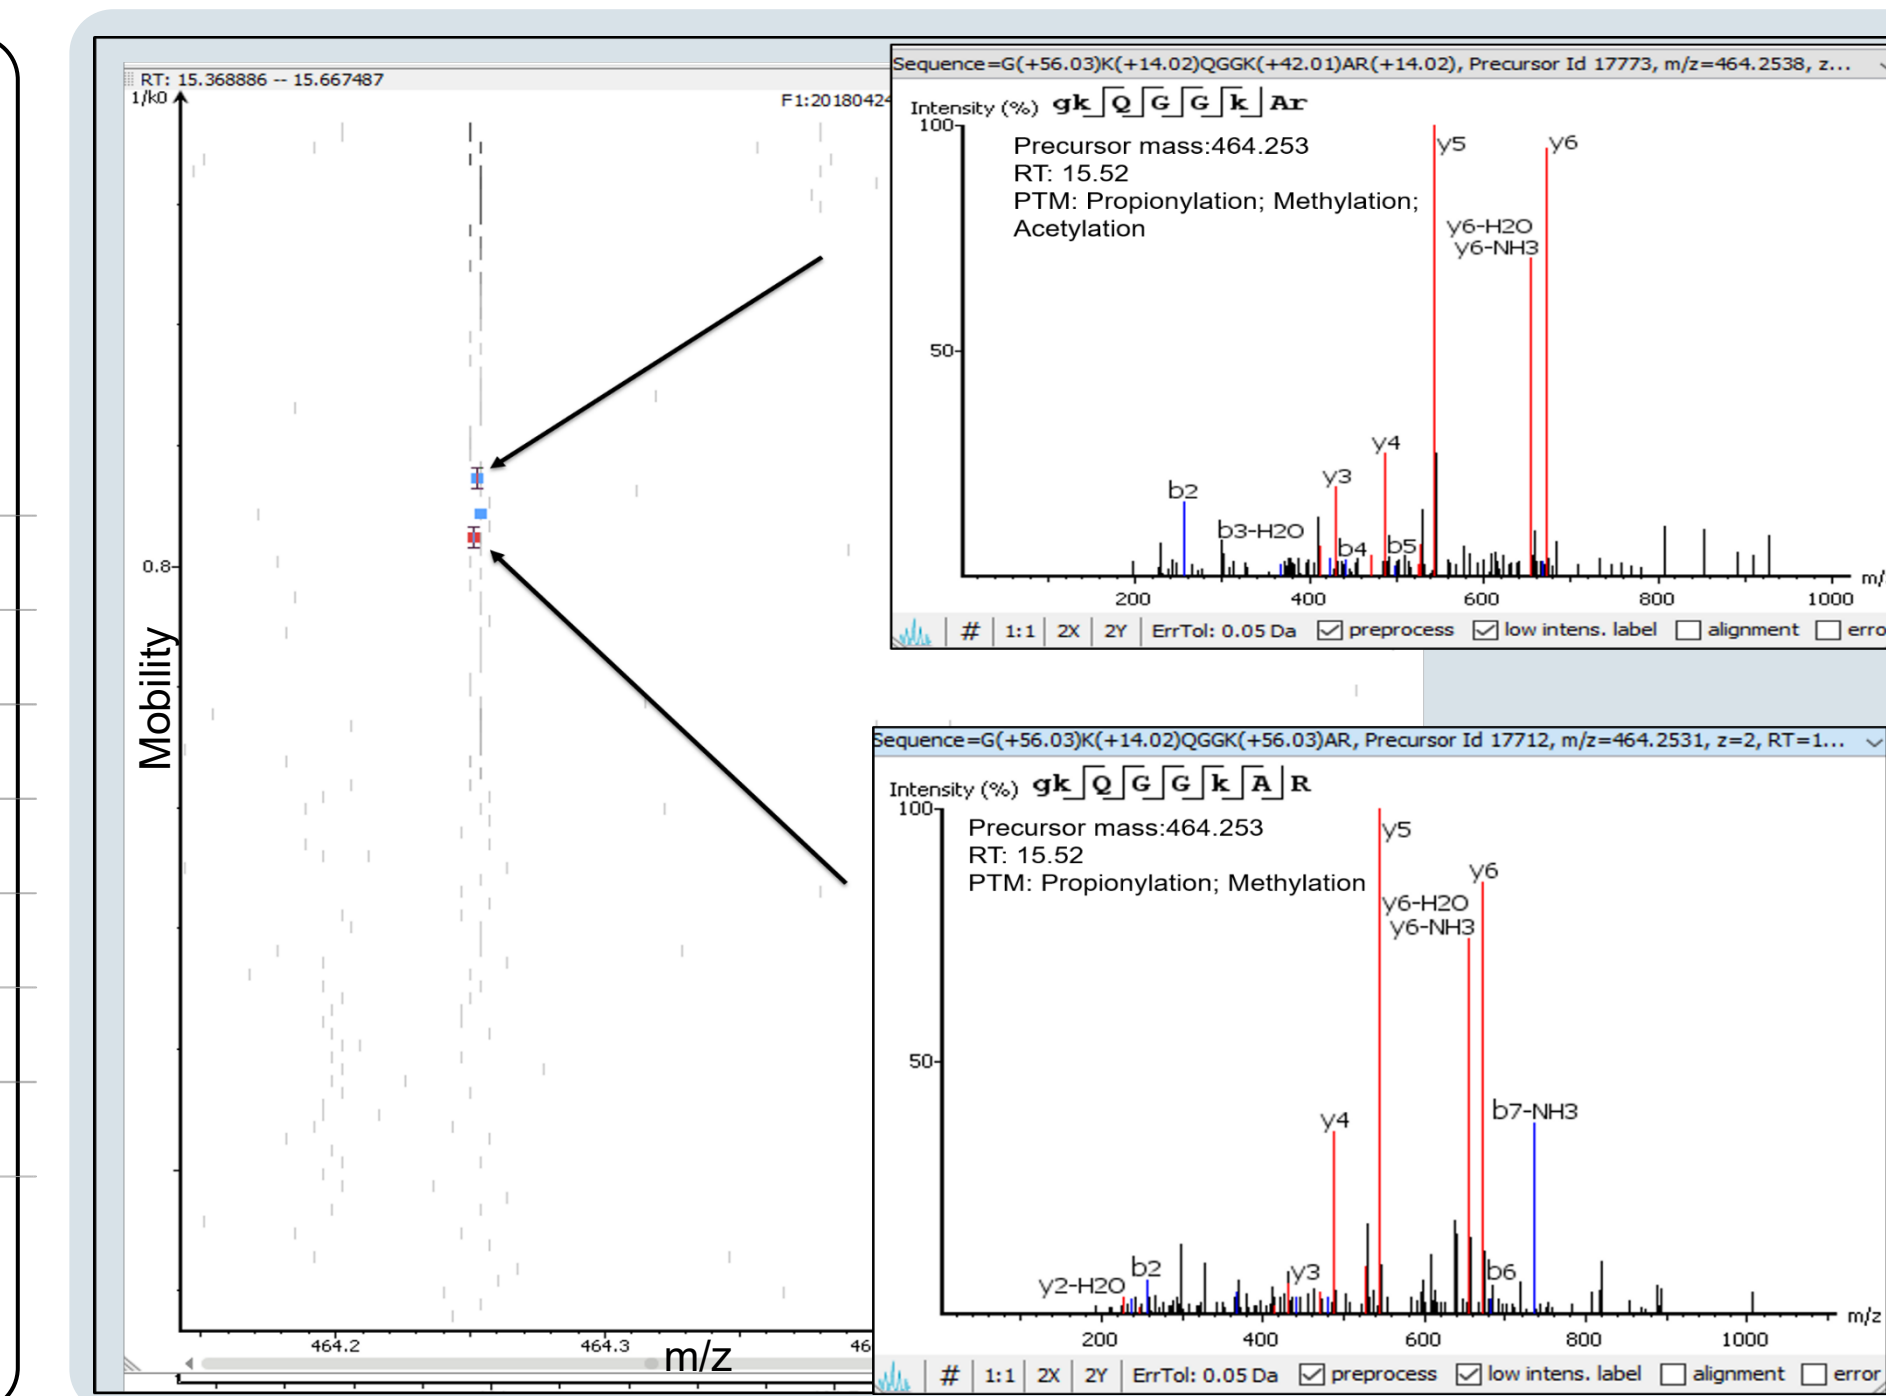 RT: 15.368886 -- 15.667487
1/k0
F1:20180424
0.8
Mobility
464.2
464.3
46
m/z
Sequence=G(+56.03)K(+14.02)QGGK(+42.01)AR(+14.02), Precursor Id 17773, m/z=464.2538, z...
Intensity (%)
gk Q G G k Ar
100
Precursor mass:464.253
RT: 15.52
PTM: Propionylation; Methylation;
Acetylation
y5
y6
y6-H2O
y6-NH3
50
y4
y3
b2
b3-H2O
b4
b5
200
400
600
800
1000
m/
# 1:1 2X 2Y ErrTol: 0.05 Da preprocess low intens. label alignment erro
Sequence=G(+56.03)K(+14.02)QGGK(+56.03)AR, Precursor Id 17712, m/z=464.2531, z=2, RT=1...
Intensity (%)
gk Q G G k A R
100
Precursor mass:464.253
RT: 15.52
PTM: Propionylation; Methylation
y5
y6
y6-H2O
y6-NH3
50
y4
b7-NH3
y2-H2O
b2
y3
b6
200
400
600
800
1000
m/z
# 1:1 2X 2Y ErrTol: 0.05 Da preprocess low intens. label alignment error